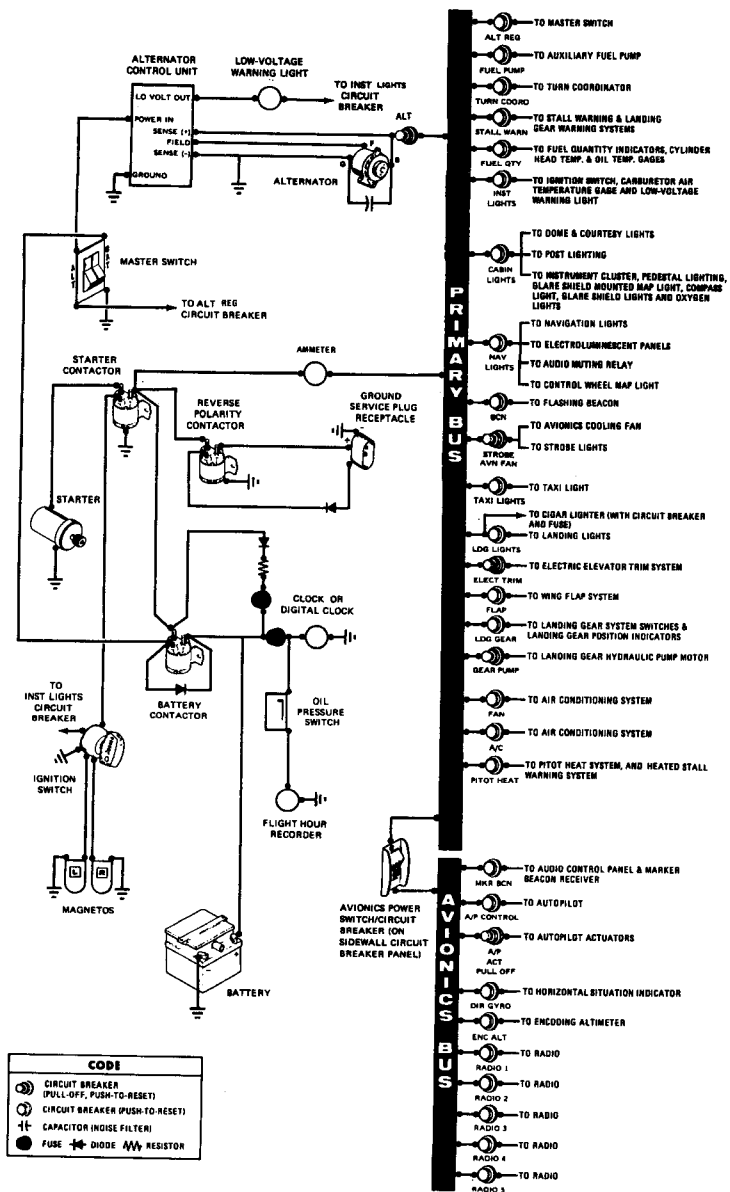 ALTERNATOR
CONTROL UNIT
LO VOLT OUT
POWER IN
SENSE (+)
FIELD
SENSE (-)
GROUND
LOW-VOLTAGE
WARNING LIGHT
TO INST LIGHTS
CIRCUIT
BREAKER
ALT
F
G
B
ALTERNATOR
BAT
ALT
MASTER SWITCH
TO ALT REG
CIRCUIT BREAKER
STARTER
CONTACTOR
AMMETER
REVERSE
POLARITY
CONTACTOR
GROUND
SERVICE PLUG
RECEPTACLE
STARTER
CLOCK OR
DIGITAL CLOCK
BATTERY
CONTACTOR
OIL
PRESSURE
SWITCH
TO
INST LIGHTS
CIRCUIT
BREAKER
IGNITION
SWITCH
FLIGHT HOUR
RECORDER
L
R
MAGNETOS
BATTERY
AVIONICS POWER
SWITCH/CIRCUIT
BREAKER (ON
SIDEWALL CIRCUIT
BREAKER PANEL)
PRIMARY BUS
TO MASTER SWITCH
ALT REG
TO AUXILIARY FUEL PUMP
FUEL PUMP
TO TURN COORDINATOR
TURN COORD
TO STALL WARNING & LANDING
GEAR WARNING SYSTEMS
STALL WARN
TO FUEL QUANTITY INDICATORS, CYLINDER
HEAD TEMP. & OIL TEMP. GAGES
FUEL QTY
TO IGNITION SWITCH, CARBURETOR AIR
TEMPERATURE GAGE AND LOW-VOLTAGE
WARNING LIGHT
INST
LIGHTS
TO DOME & COURTESY LIGHTS
TO POST LIGHTING
CABIN
LIGHTS
TO INSTRUMENT CLUSTER, PEDESTAL LIGHTING,
GLARE SHIELD MOUNTED MAP LIGHT, COMPASS
LIGHT, GLARE SHIELD LIGHTS AND OXYGEN
LIGHTS
TO NAVIGATION LIGHTS
TO ELECTROLUMINESCENT PANELS
NAV
LIGHTS
TO AUDIO MUTING RELAY
TO CONTROL WHEEL MAP LIGHT
TO FLASHING BEACON
BCN
TO AVIONICS COOLING FAN
TO STROBE LIGHTS
STROBE
AVN FAN
TO TAXI LIGHT
TAXI LIGHTS
TO CIGAR LIGHTER (WITH CIRCUIT BREAKER
AND FUSE)
TO LANDING LIGHTS
LDG LIGHTS
TO ELECTRIC ELEVATOR TRIM SYSTEM
ELECT TRIM
TO WING FLAP SYSTEM
FLAP
TO LANDING GEAR SYSTEM SWITCHES &
LANDING GEAR POSITION INDICATORS
LDG GEAR
TO LANDING GEAR HYDRAULIC PUMP MOTOR
GEAR PUMP
TO AIR CONDITIONING SYSTEM
FAN
TO AIR CONDITIONING SYSTEM
A/C
TO PITOT HEAT SYSTEM, AND HEATED STALL
WARNING SYSTEM
PITOT HEAT
AVIONICS BUS
TO AUDIO CONTROL PANEL & MARKER
BEACON RECEIVER
MKR BCN
TO AUTOPILOT
A/P CONTROL
TO AUTOPILOT ACTUATORS
A/P
ACT
PULL OFF
TO HORIZONTAL SITUATION INDICATOR
DIR GYRO
TO ENCODING ALTIMETER
ENC ALT
TO RADIO
RADIO 1
TO RADIO
RADIO 2
TO RADIO
RADIO 3
TO RADIO
RADIO 4
TO RADIO
RADIO 5
CODE
CIRCUIT BREAKER
(PULL-OFF, PUSH-TO-RESET)
CIRCUIT BREAKER (PUSH-TO-RESET)
CAPACITOR (NOISE FILTER)
FUSE DIODE RESISTOR